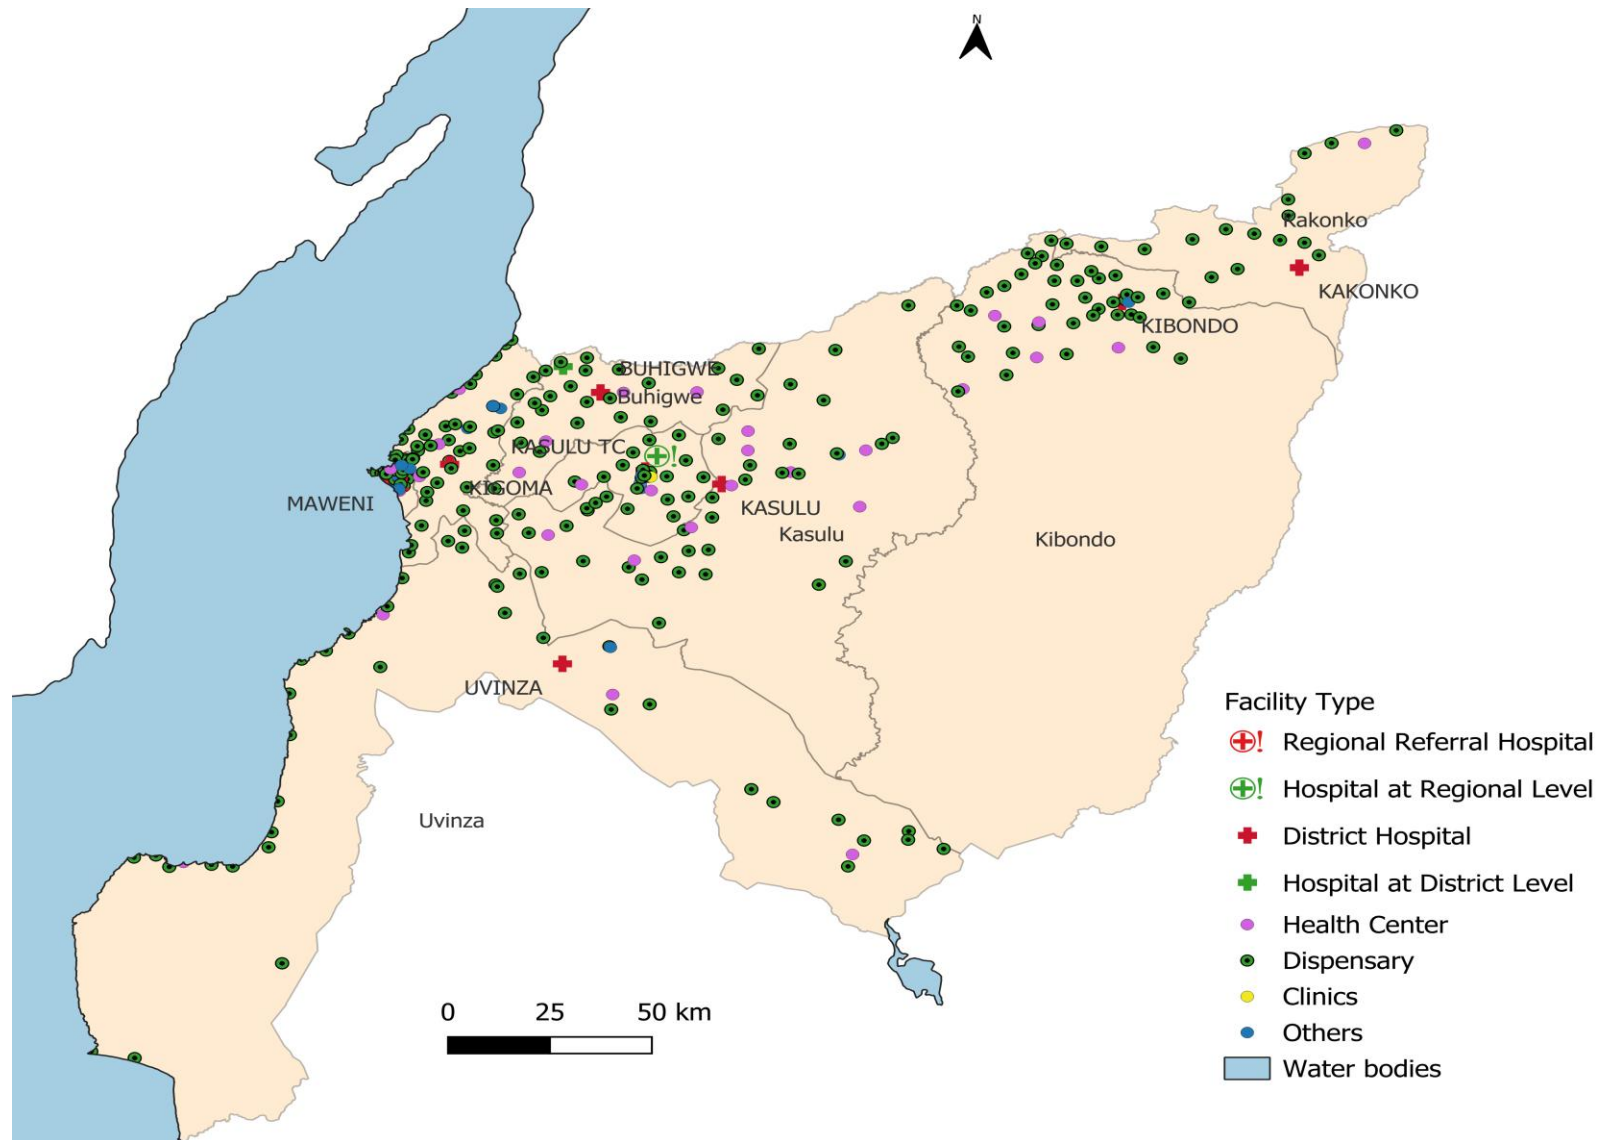 N
Kakonko
KAKONKO
KIBONDO
BUHIGWE
Buhigwe
KASULU TC
KIGOMA
MAWENI
KASULU
Kasulu
Kibondo
UVINZA
Uvinza
Facility Type
Regional Referral Hospital
Hospital at Regional Level
District Hospital
Hospital at District Level
Health Center
Dispensary
Clinics
Others
Water bodies
0 25 50 km